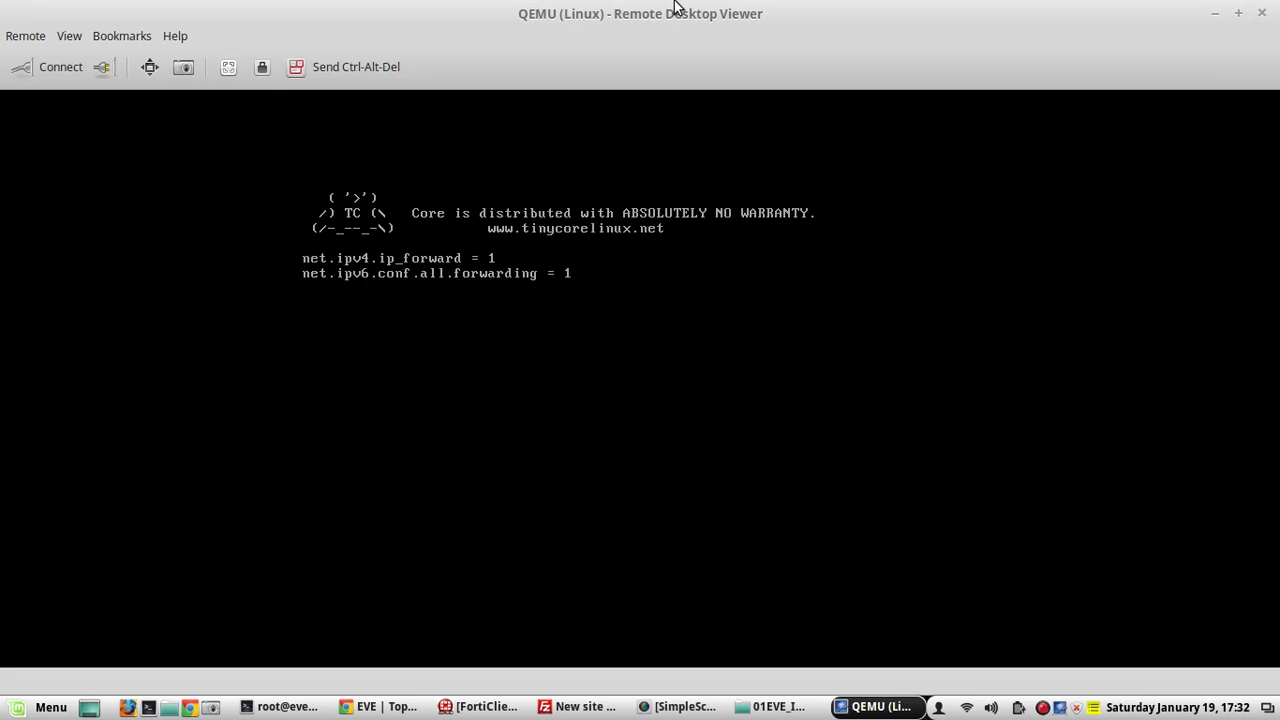 QEMU (Linux) - Remote Desktop Viewer
Remote View Bookmarks Help
Connect Send Ctrl-Alt-Del
( '>')
/) TC (\ Core is distributed with ABSOLUTELY NO WARRANTY.
(/-_--_-\) www.tinycorelinux.net
net.ipv4.ip_forward = 1
net.ipv6.conf.all.forwarding = 1
Menu root@eve... EVE | Top... [FortiClie... New site ... [SimpleSc... 01EVE_I... QEMU (Li... Saturday January 19, 17:32